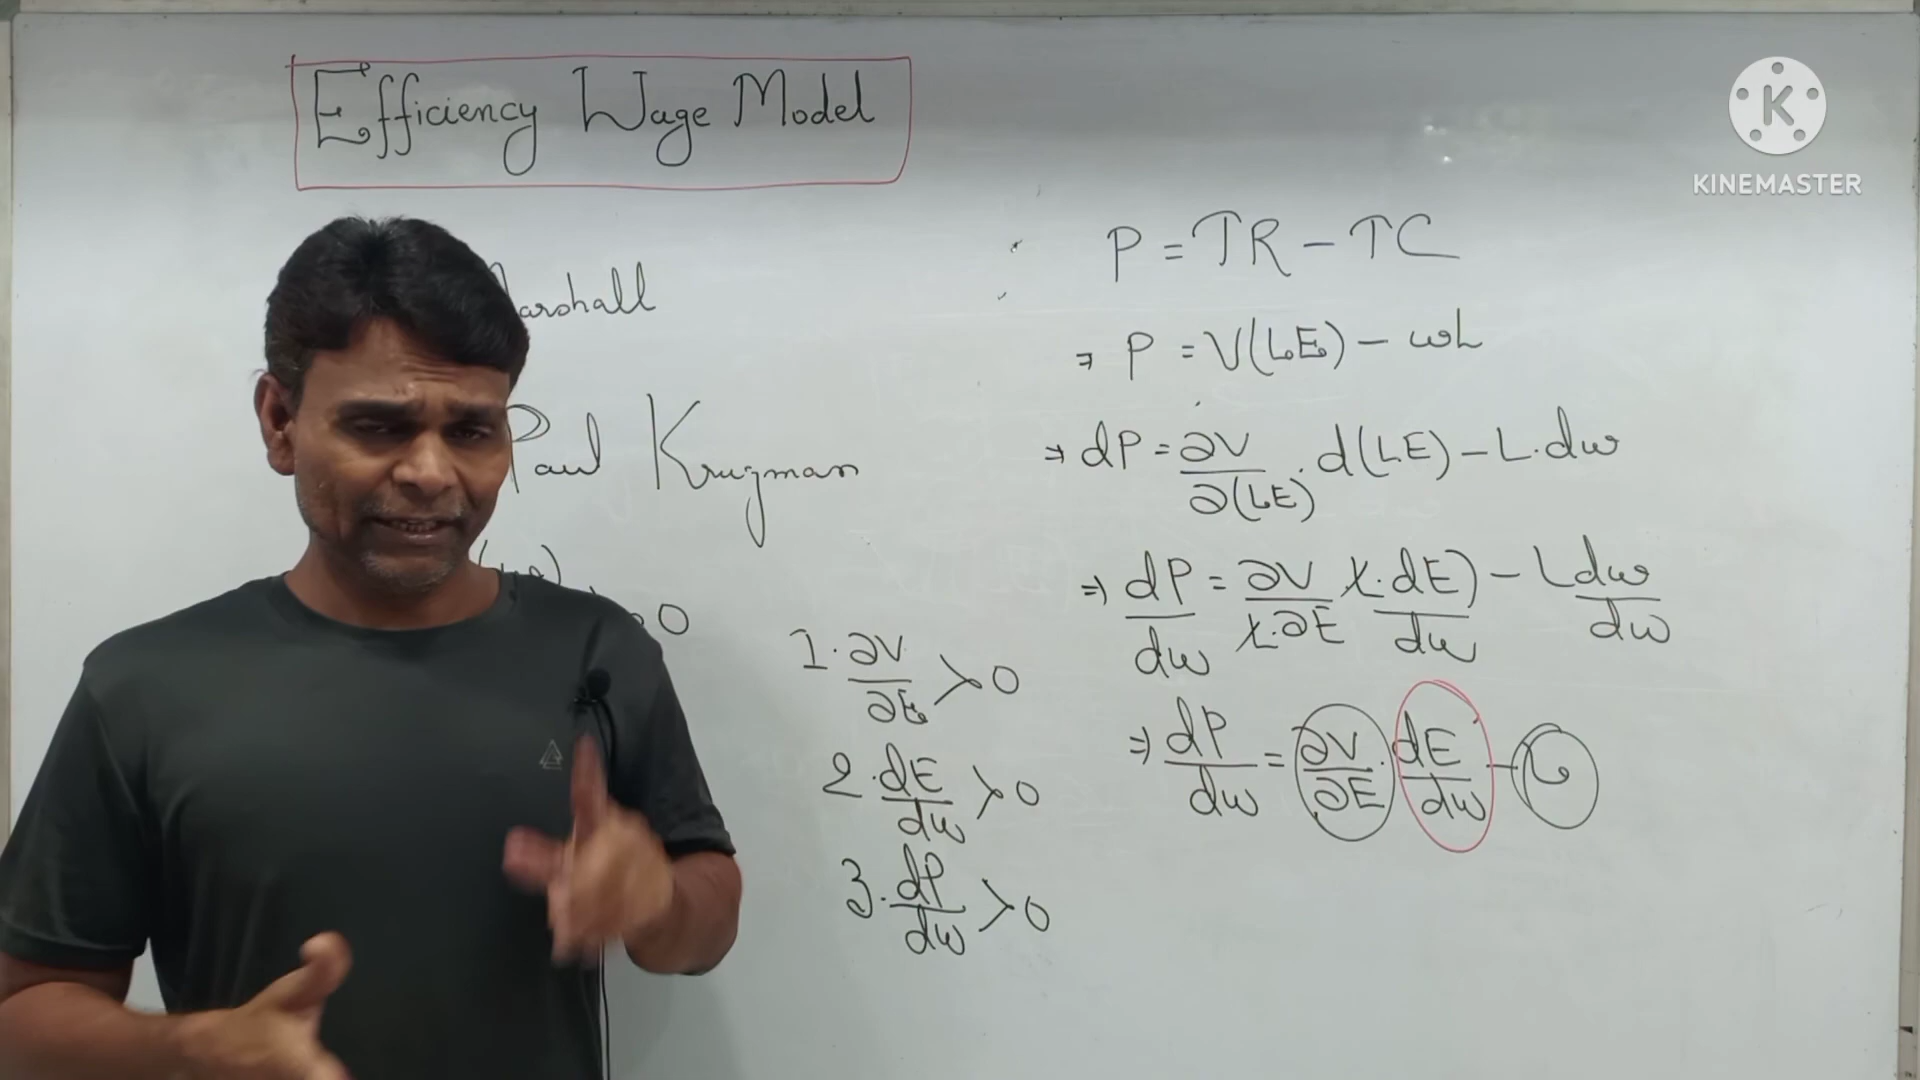 Efficiency Wage Model
KINEMASTER
arshall
Paul Krugman
0
1. ∂V/∂E > 0
2. dE/dw > 0
3. dP/dw > 0
P = TR - TC
⇒ P = V(L.E) - wL
⇒ dP = ∂V/∂(L.E) . d(L.E) - L.dw
⇒ dP/dw = ∂V/L.∂E L.dE)/dw - L dw/dw
⇒ dP/dw = ∂V/∂E . dE/dw - L